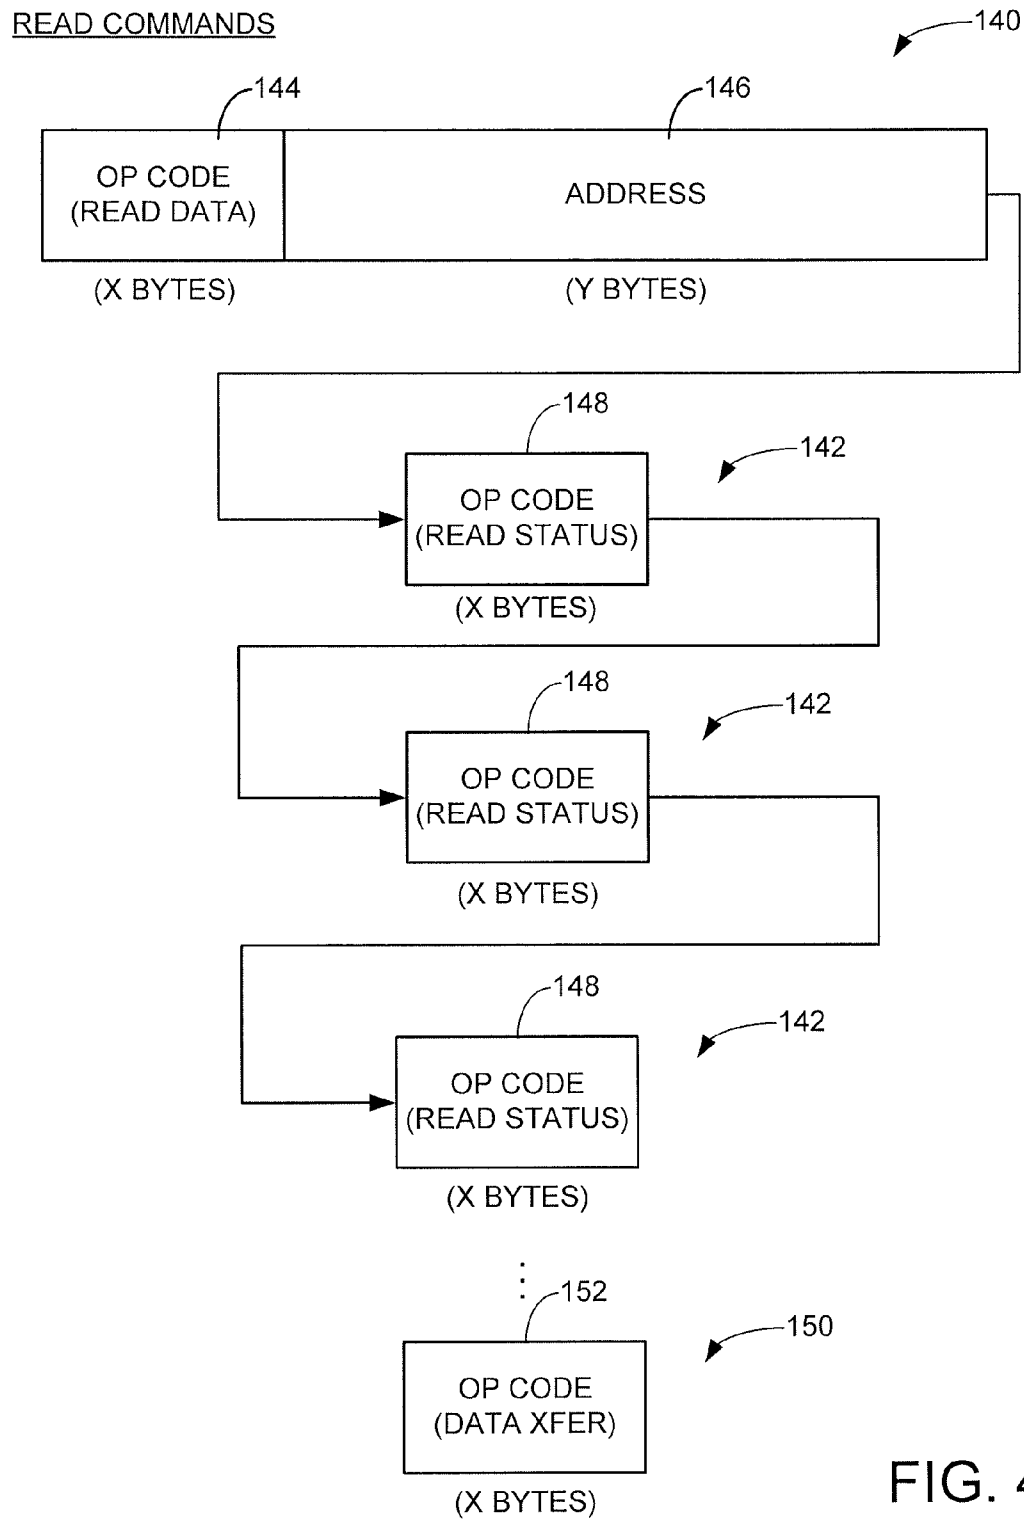 READ COMMANDS
140
144
146
OP CODE
(READ DATA)
ADDRESS
(X BYTES)
(Y BYTES)
148
142
OP CODE
(READ STATUS)
(X BYTES)
148
142
OP CODE
(READ STATUS)
(X BYTES)
148
142
OP CODE
(READ STATUS)
(X BYTES)
152
150
OP CODE
(DATA XFER)
(X BYTES)
FIG.